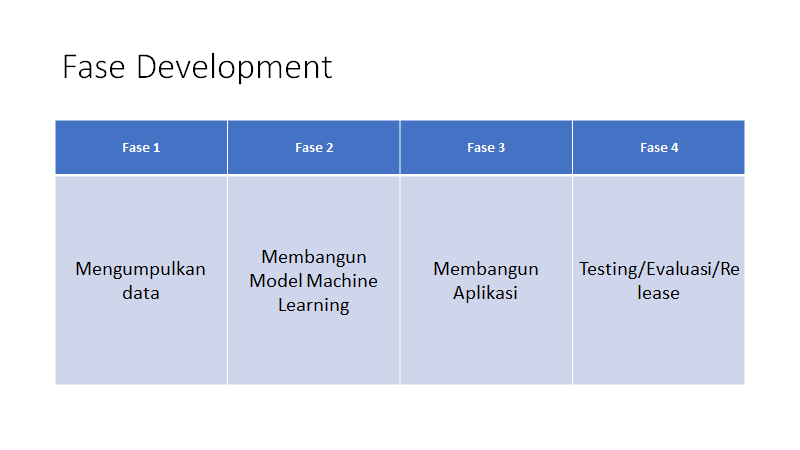 Fase Development
Fase 1
Fase 2
Fase 3
Fase 4
Mengumpulkan
data
Membangun
Model Machine
Learning
Membangun
Aplikasi
Testing/Evaluasi/Re
lease